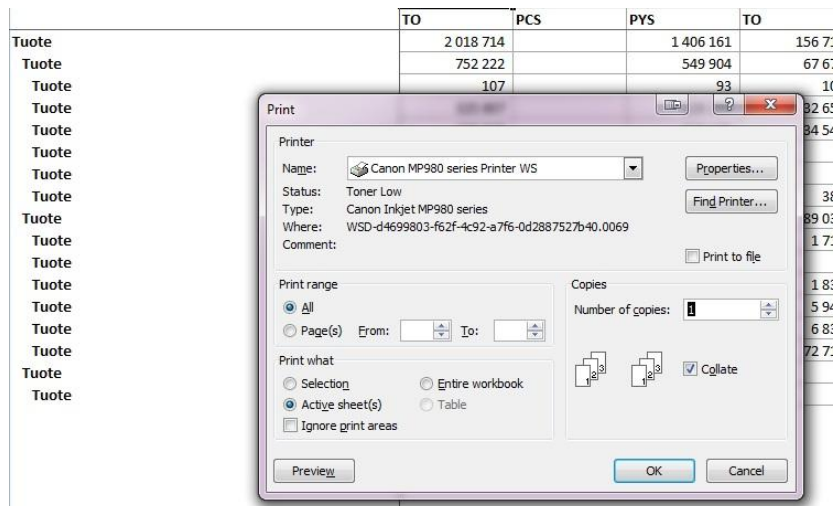 TO PCS PYS TO
Tuote 2 018 714 1 406 161
Tuote 752 222 549 904
Tuote 107 93
Tuote
Tuote
Tuote
Tuote
Tuote
Tuote
Tuote
Tuote
Tuote
Tuote
Tuote
Tuote
Tuote
Tuote
Print
Printer
Name: Canon MP980 series Printer WS Properties...
Status: Toner Low
Type: Canon Inkjet MP980 series Find Printer...
Where: WSD-d4699803-f62f-4c92-a7f6-0d2887527b40.0069
Comment: Print to file
Print range Copies
All Number of copies: 1
Page(s) From: To:
Print what
Selection Entire workbook Collate
Active sheet(s) Table
Ignore print areas
Preview OK Cancel